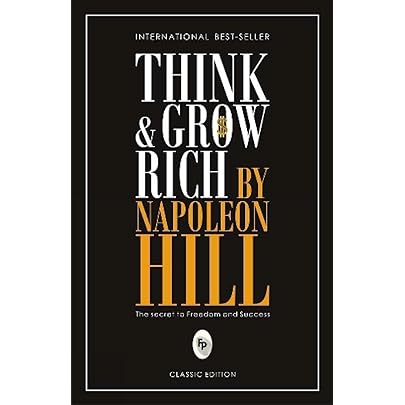 INTERNATIONAL BEST-SELLER
THINK
& GROW
RICH BY
NAPOLEON
HILL
The secret to Freedom and Success
FP
CLASSIC EDITION